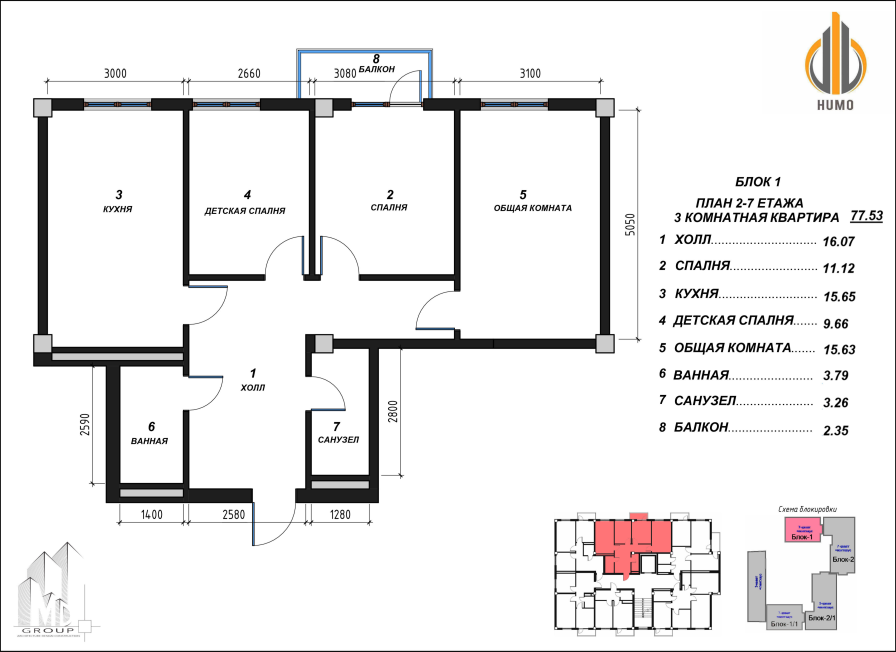 8
БАЛКОН
3000
2660
3080
3100
HUMO
3
КУХНЯ
4
ДЕТСКАЯ СПАЛНЯ
2
СПАЛНЯ
5
ОБЩАЯ КОМНАТА
5050
БЛОК 1
ПЛАН 2-7 ЕТАЖА
3 КОМНАТНАЯ КВАРТИРА 77.53
1 ХОЛЛ........................... 16.07
2 СПАЛНЯ...................... 11.12
3 КУХНЯ......................... 15.65
4 ДЕТСКАЯ СПАЛНЯ...... 9.66
5 ОБЩАЯ КОМНАТА...... 15.63
6 ВАННАЯ...................... 3.79
7 САНУЗЕЛ..................... 3.26
8 БАЛКОН....................... 2.35
1
ХОЛЛ
6
ВАННАЯ
7
САНУЗЕЛ
2590
2800
1400
2580
1280
Схема блокировки
Блок-1
Блок-2
Блок-1/1
Блок-2/1
GROUP